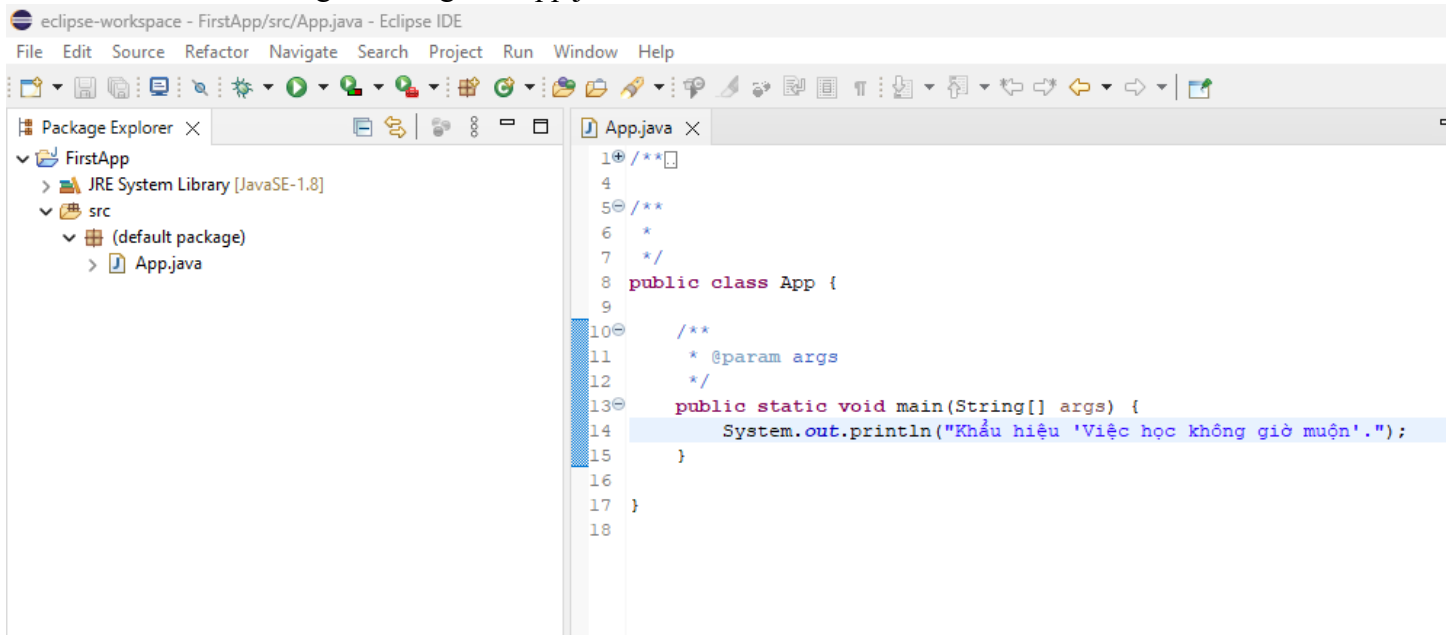 eclipse-workspace - FirstApp/src/App.java - Eclipse IDE
File Edit Source Refactor Navigate Search Project Run Window Help
Package Explorer
FirstApp
JRE System Library [JavaSE-1.8]
src
(default package)
App.java
App.java
1 /**
4
5 /**
6 *
7 */
8 public class App {
9
10 /**
11 * @param args
12 */
13 public static void main(String[] args) {
14 System.out.println("Khẩu hiệu 'Việc học không giờ muộn'.");
15 }
16
17 }
18